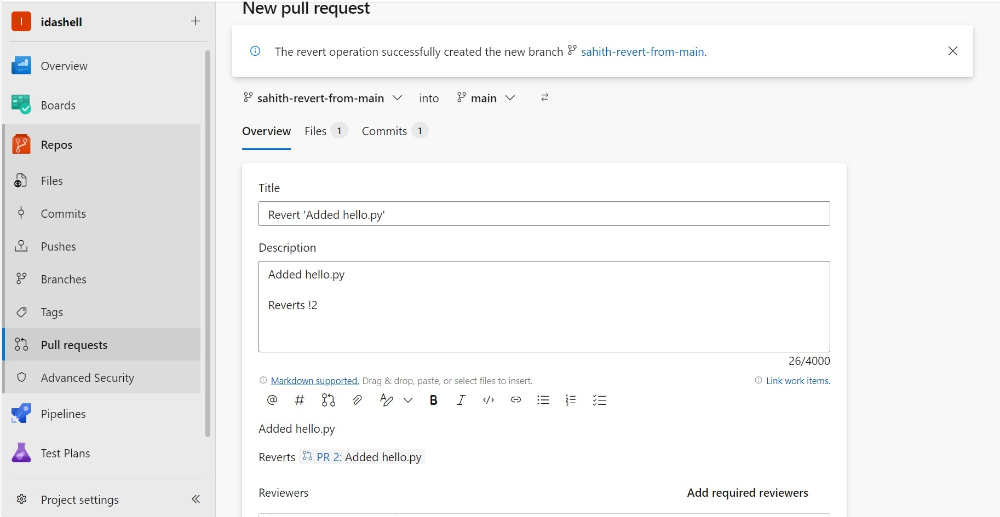 I
idashell
Overview
Boards
Repos
Files
Commits
Pushes
Branches
Tags
Pull requests
Advanced Security
Pipelines
Test Plans
Project settings
New pull request
The revert operation successfully created the new branch sahith-revert-from-main.
sahith-revert-from-main into main
Overview Files 1 Commits 1
Title
Revert 'Added hello.py'
Description
Added hello.py
Reverts !2
26/4000
Markdown supported. Drag & drop, paste, or select files to insert. Link work items.
Added hello.py
Reverts PR 2: Added hello.py
Reviewers Add required reviewers